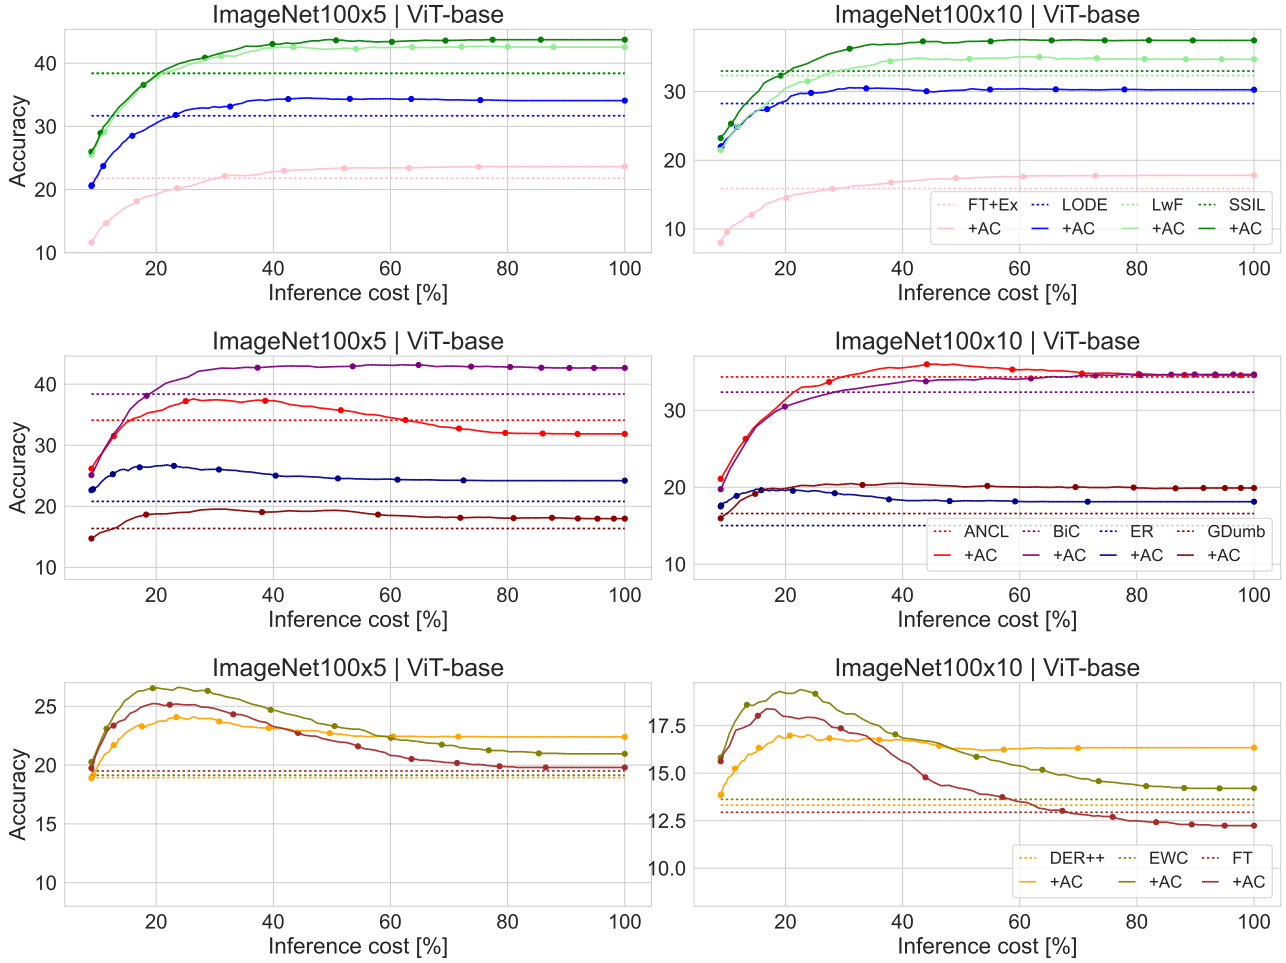 ImageNet100x5 | ViT-base
ImageNet100x10 | ViT-base
Accuracy
40
30
20
10
30
20
10
FT+Ex LODE LwF SSIL
+AC +AC +AC +AC
20 40 60 80 100
20 40 60 80 100
Inference cost [%]
Inference cost [%]
ImageNet100x5 | ViT-base
ImageNet100x10 | ViT-base
Accuracy
40
30
20
10
30
20
10
ANCL BiC ER GDumb
+AC +AC +AC +AC
20 40 60 80 100
20 40 60 80 100
Inference cost [%]
Inference cost [%]
ImageNet100x5 | ViT-base
ImageNet100x10 | ViT-base
Accuracy
25
20
15
10
17.5
15.0
12.5
10.0
DER++ EWC FT
+AC +AC +AC
20 40 60 80 100
20 40 60 80 100
Inference cost [%]
Inference cost [%]